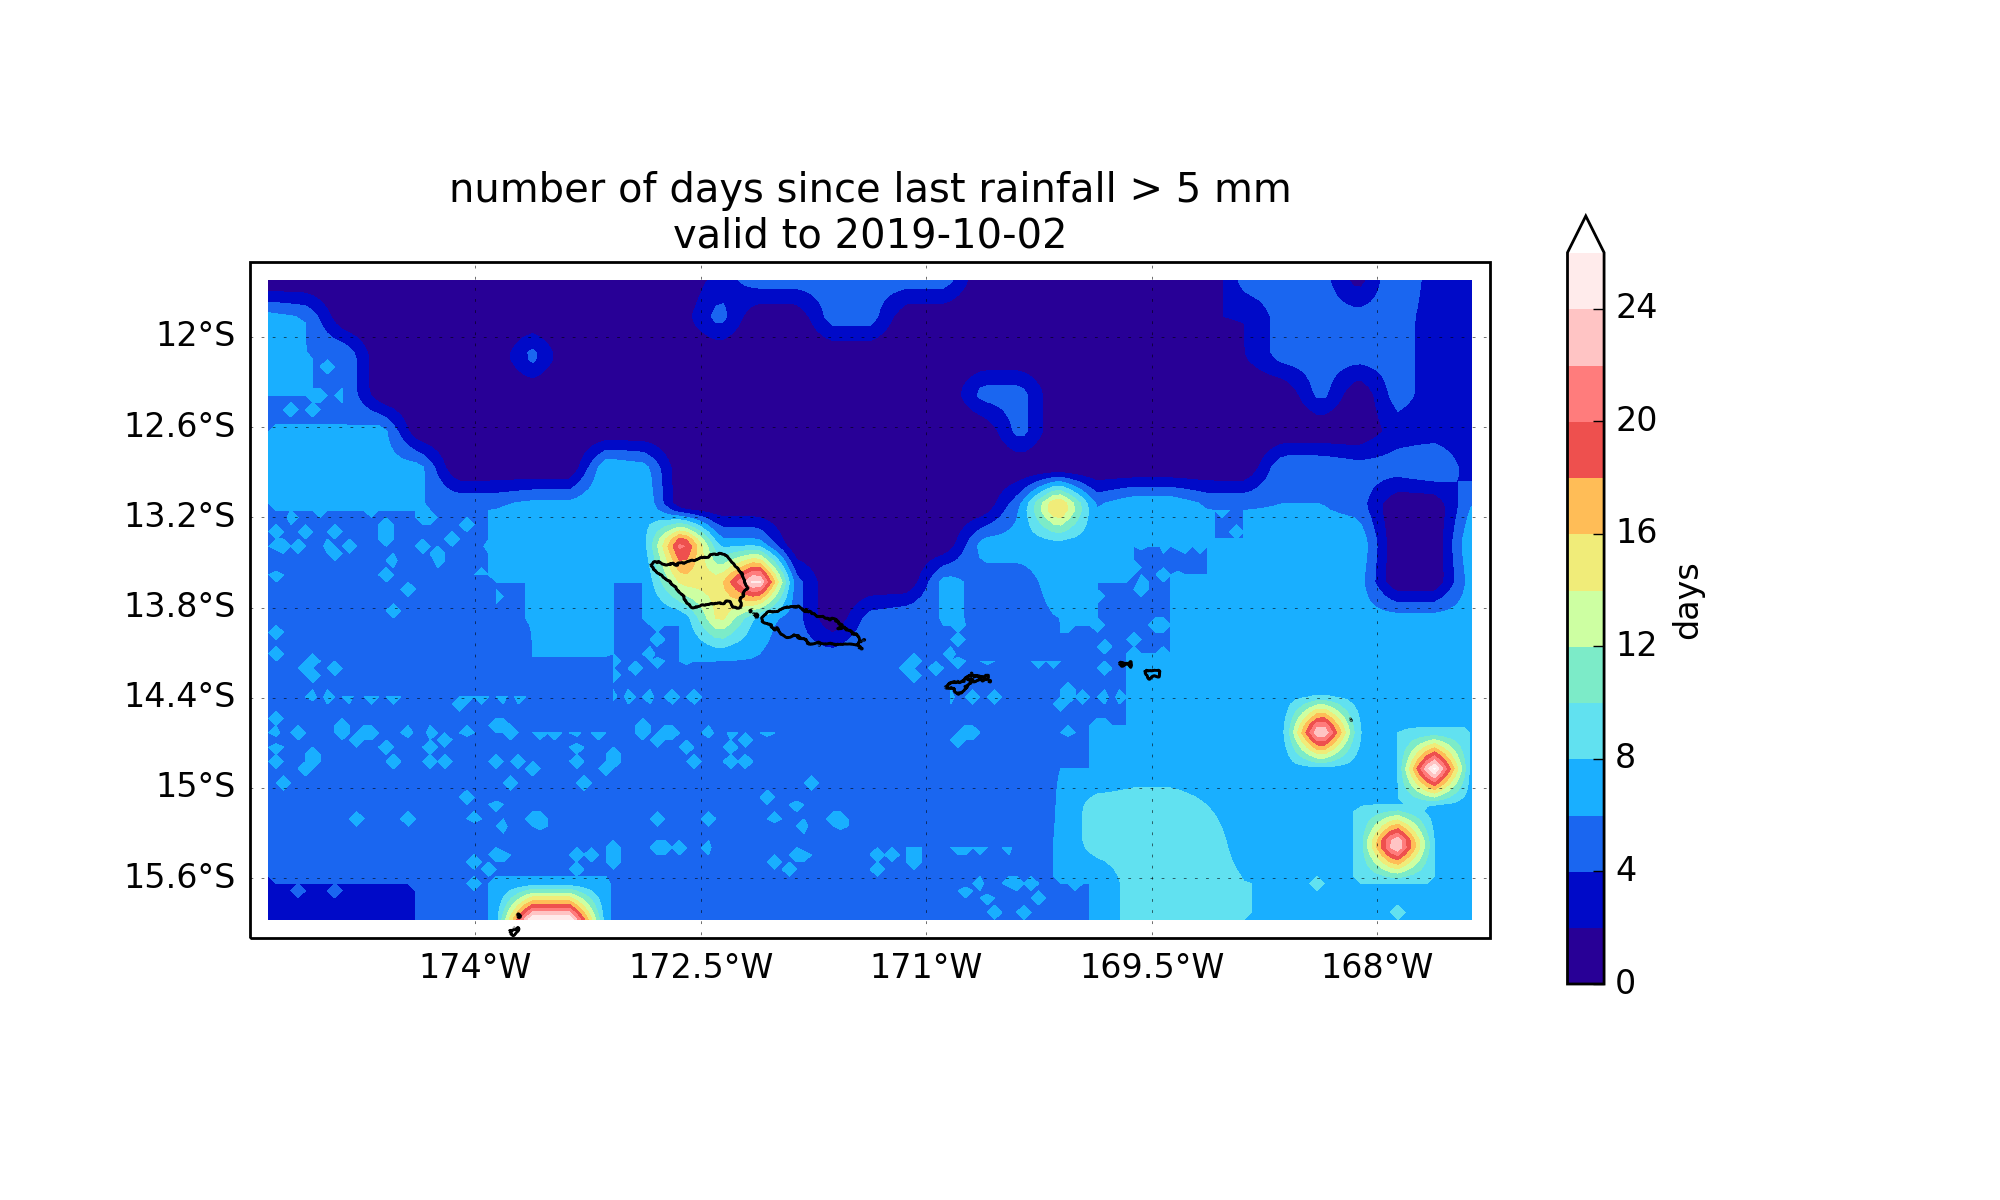 number of days since last rainfall > 5 mm
valid to 2019-10-02
12°S
12.6°S
13.2°S
13.8°S
14.4°S
15°S
15.6°S
174°W
172.5°W
171°W
169.5°W
168°W
24
20
16
12
8
4
0
days